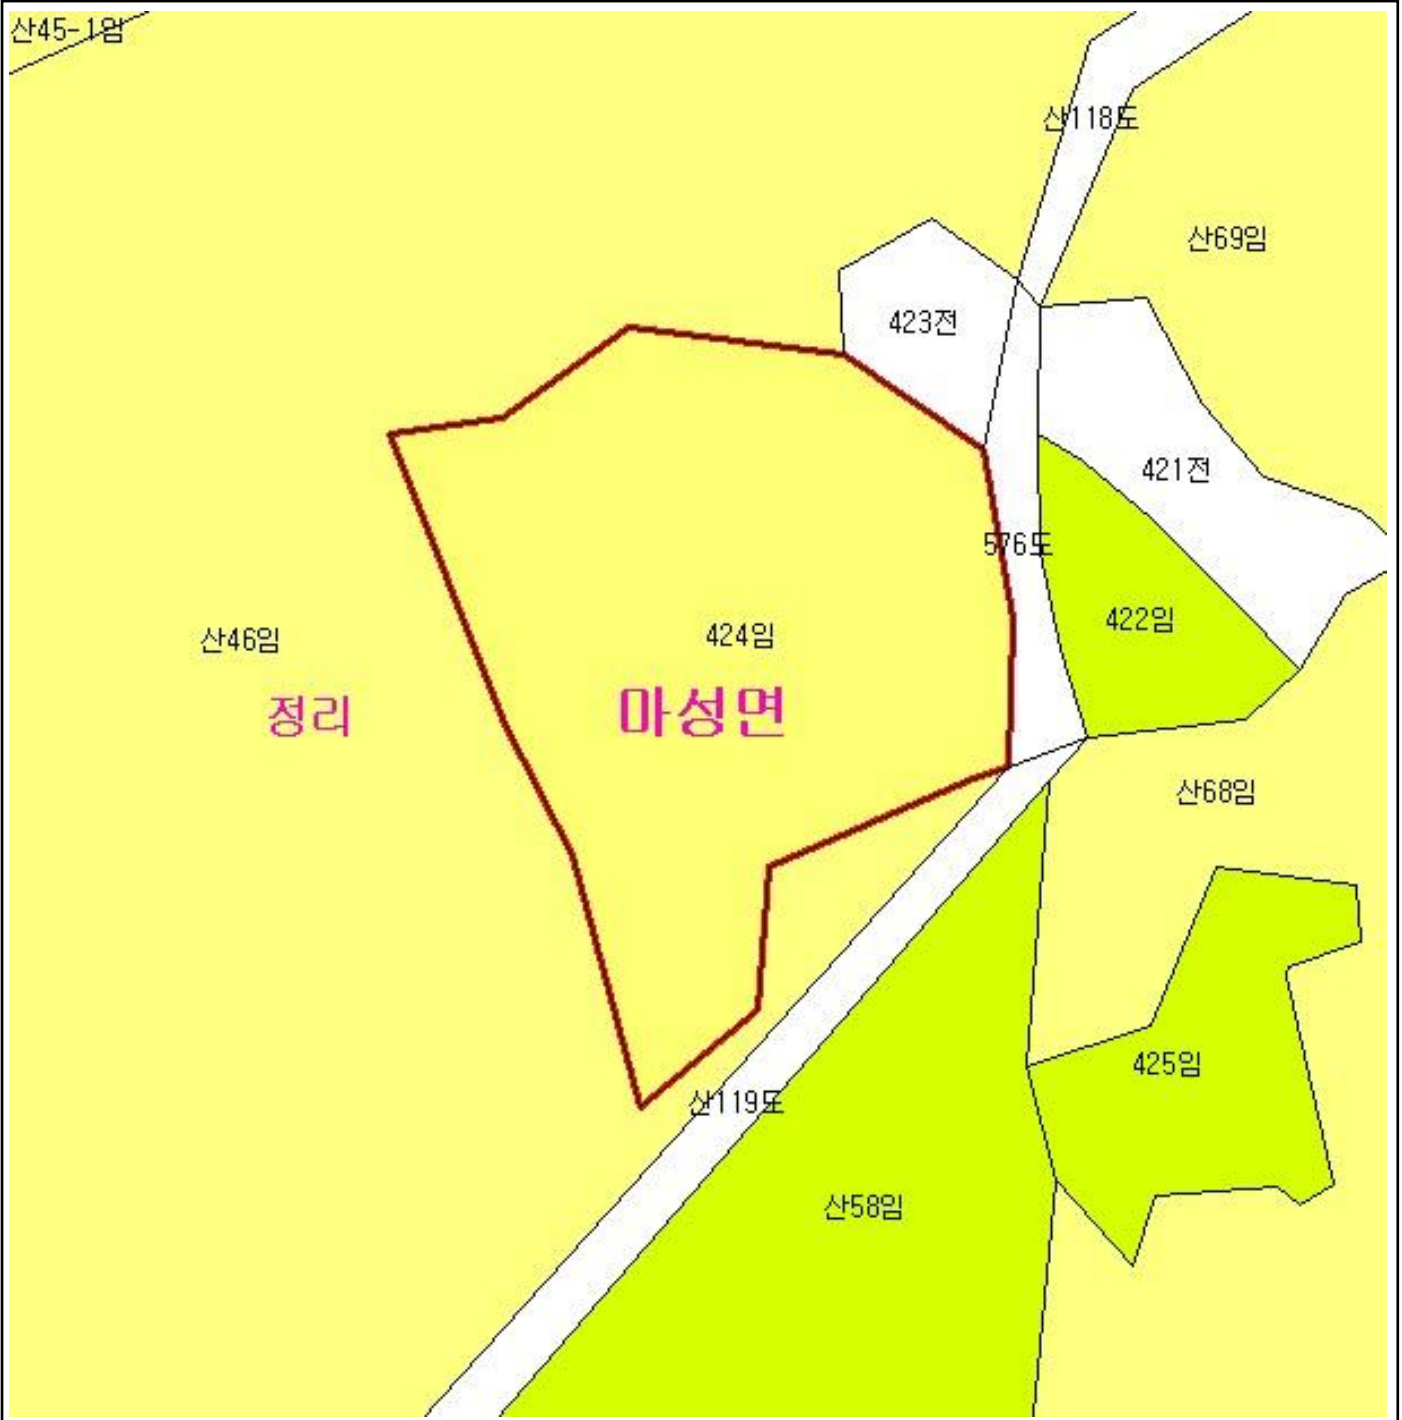 산45-1임
산118도
산69임
423전
421전
576도
422임
424임
산46임
마성면
정리
산68임
425임
산119도
산58임